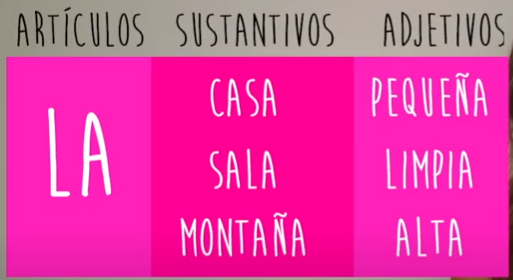 ARTÍCULOS SUSTANTIVOS ADJETIVOS
LA
CASA PEQUEÑA
SALA LIMPIA
MONTAÑA ALTA